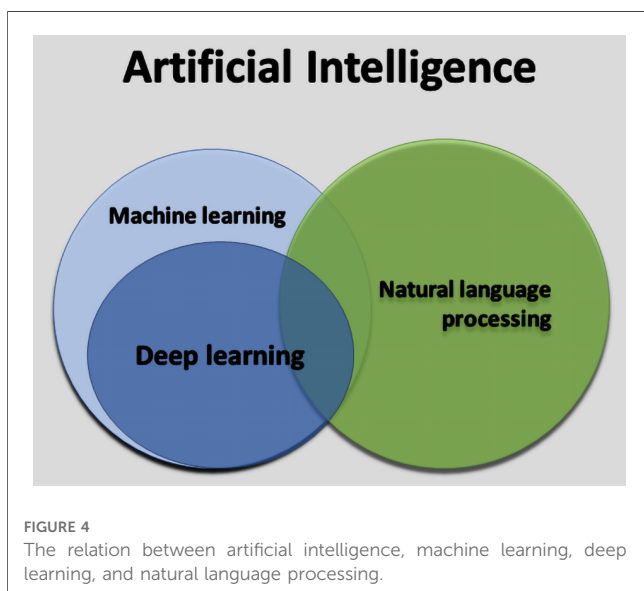 Artificial Intelligence
Machine learning
Natural language
processing
Deep learning
FIGURE 4
The relation between artificial intelligence, machine learning, deep
learning, and natural language processing.